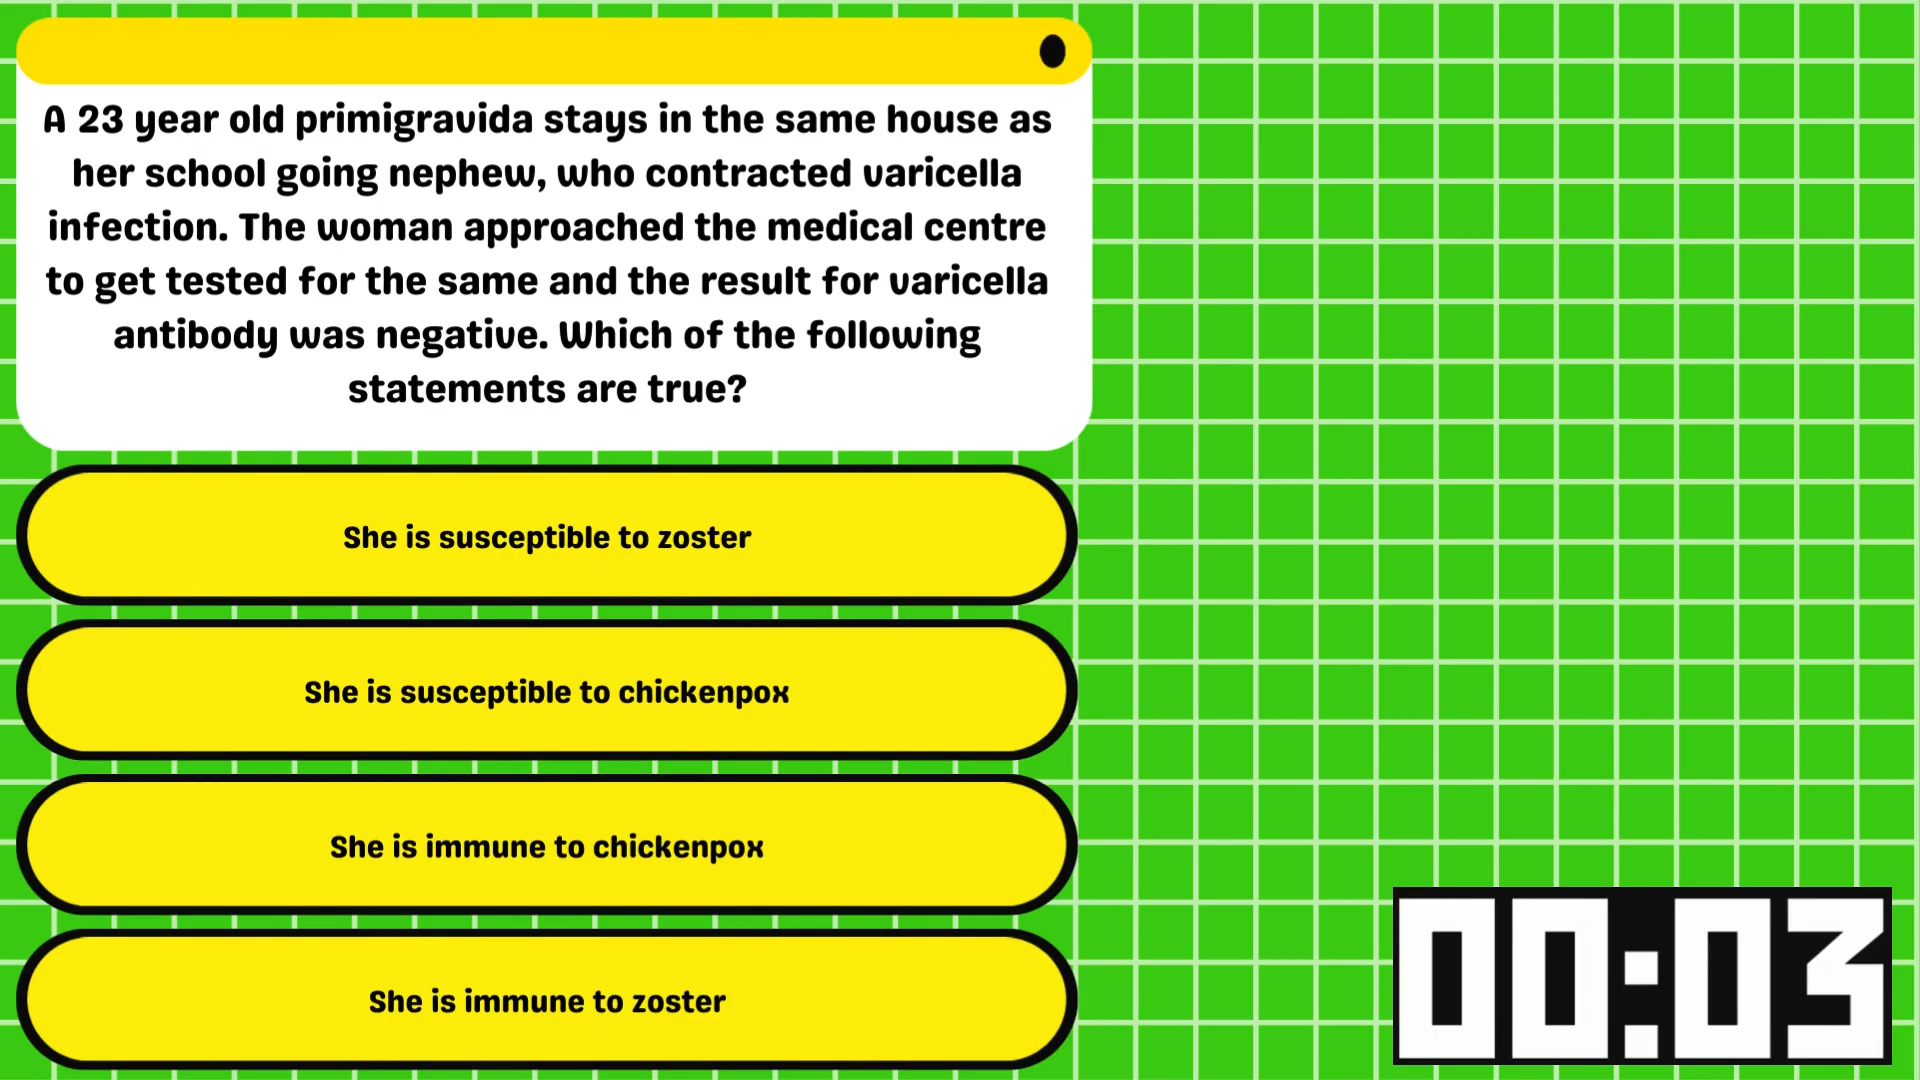 A 23 year old primigravida stays in the same house as
her school going nephew, who contracted varicella
infection. The woman approached the medical centre
to get tested for the same and the result for varicella
antibody was negative. Which of the following
statements are true?
She is susceptible to zoster
She is susceptible to chickenpox
She is immune to chickenpox
She is immune to zoster
00:03